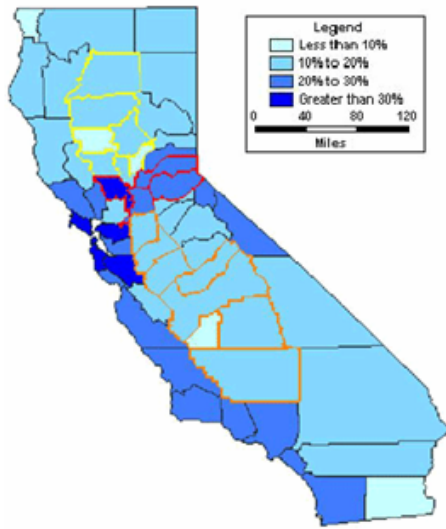 Legend
Less than 10%
10% to 20%
20% to 30%
Greater than 30%
0 40 80 120
Miles